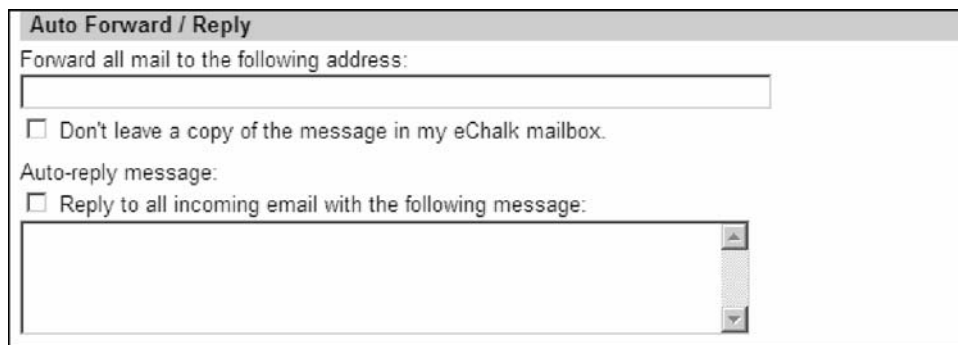 Auto Forward / Reply
Forward all mail to the following address:
Don't leave a copy of the message in my eChalk mailbox.
Auto-reply message:
Reply to all incoming email with the following message: